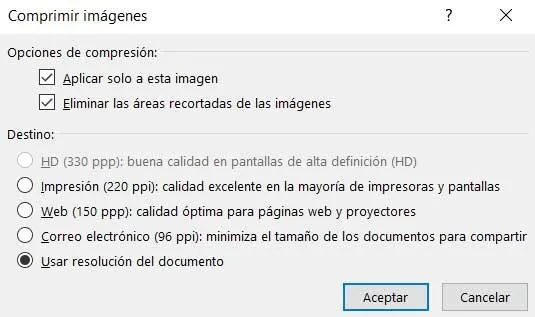 Comprimir imágenes
?
Opciones de compresión:
Aplicar solo a esta imagen
Eliminar las áreas recortadas de las imágenes
Destino:
HD (330 ppp): buena calidad en pantallas de alta definición (HD)
Impresión (220 ppi): calidad excelente en la mayoría de impresoras y pantallas
Web (150 ppp): calidad óptima para páginas web y proyectores
Correo electrónico (96 ppi): minimiza el tamaño de los documentos para compartir
Usar resolución del documento
Aceptar Cancelar